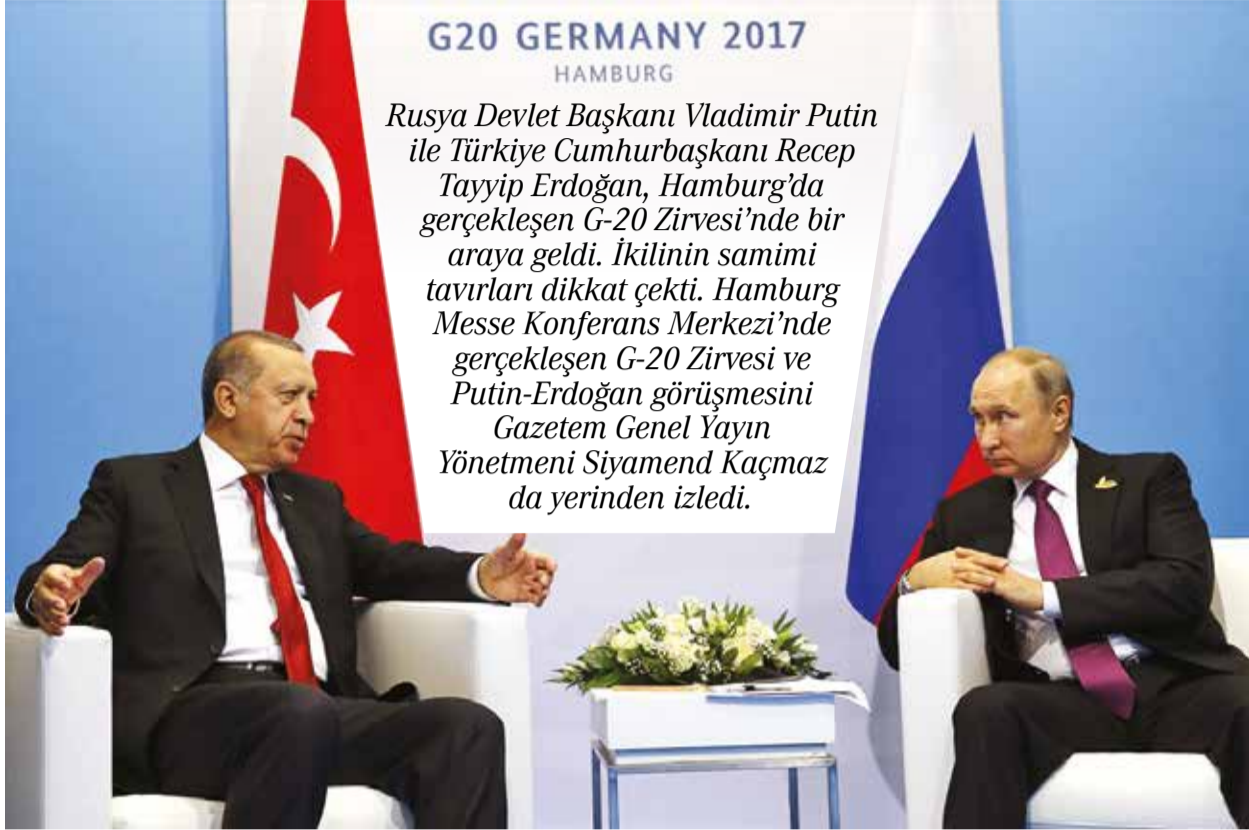 G20 GERMANY 2017
HAMBURG
Rusya Devlet Başkanı Vladimir Putin
ile Türkiye Cumhurbaşkanı Recep
Tayyip Erdoğan, Hamburg’da
gerçekleşen G-20 Zirvesi’nde bir
araya geldi. İkilinin samimi
tavırları dikkat çekti. Hamburg
Messe Konferans Merkezi’nde
gerçekleşen G-20 Zirvesi ve
Putin-Erdoğan görüşmesini
Gazetem Genel Yayın
Yönetmeni Siyamend Kaçmaz
da yerinden izledi.